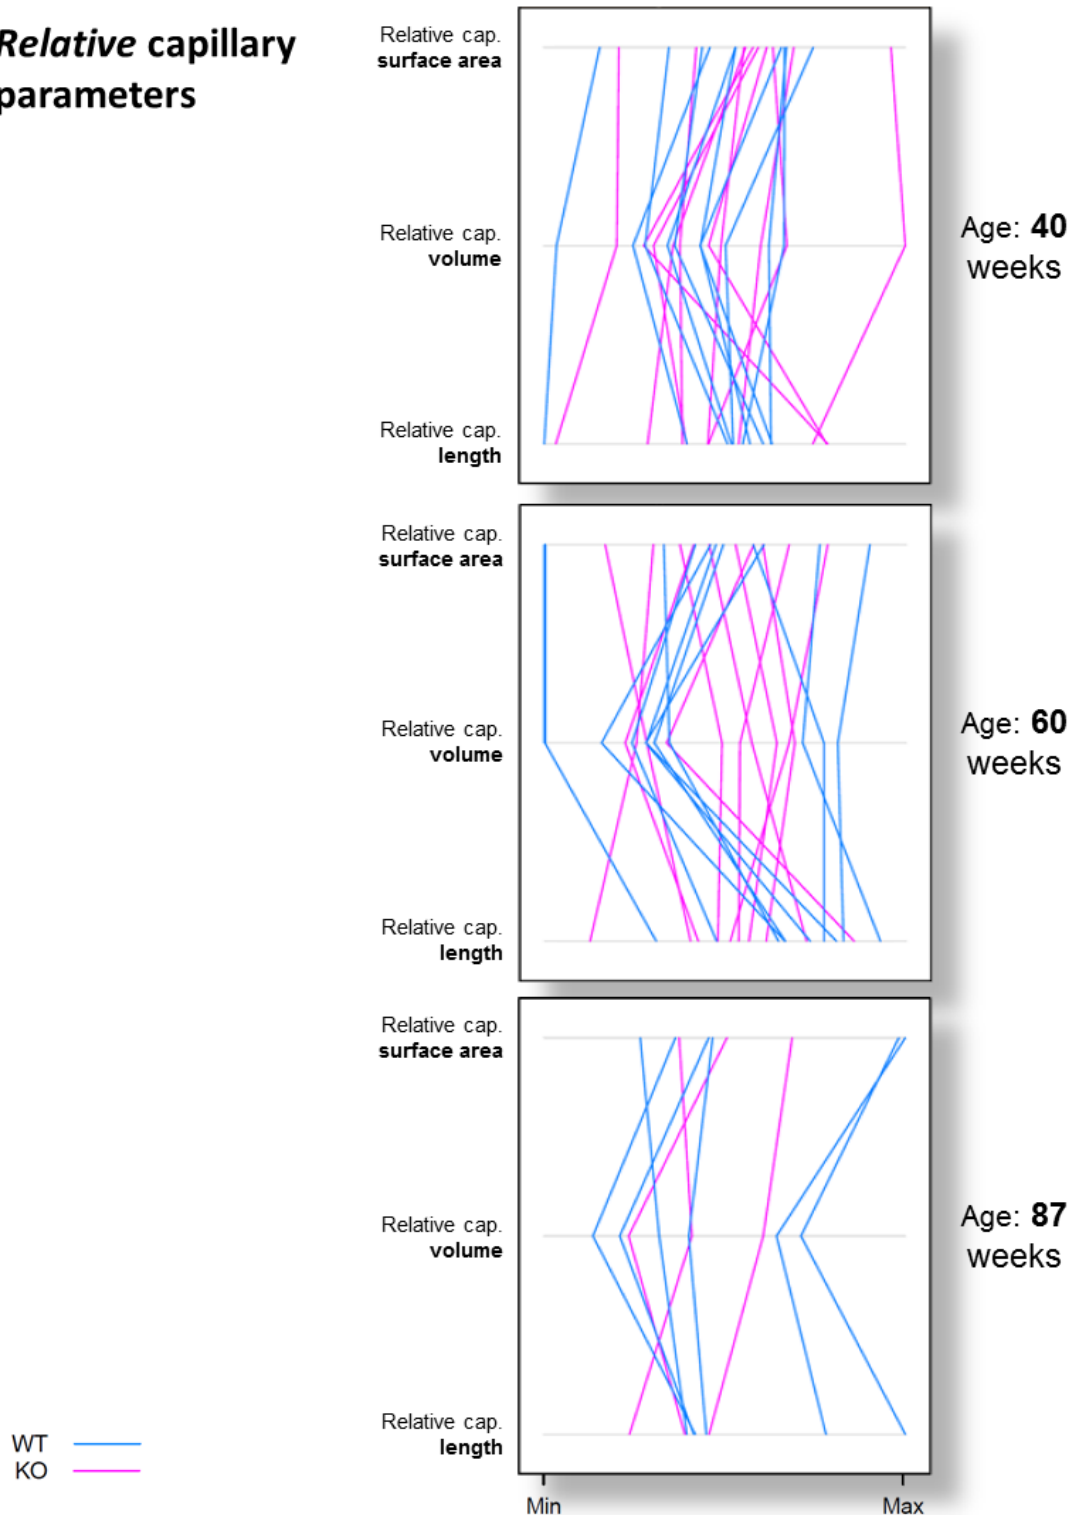 Relative capillary
parameters
Relative cap.
surface area
Relative cap.
volume
Relative cap.
length
Age: 40
weeks
Relative cap.
surface area
Relative cap.
volume
Relative cap.
length
Age: 60
weeks
Relative cap.
surface area
Relative cap.
volume
Relative cap.
length
Age: 87
weeks
WT
KO
Min
Max